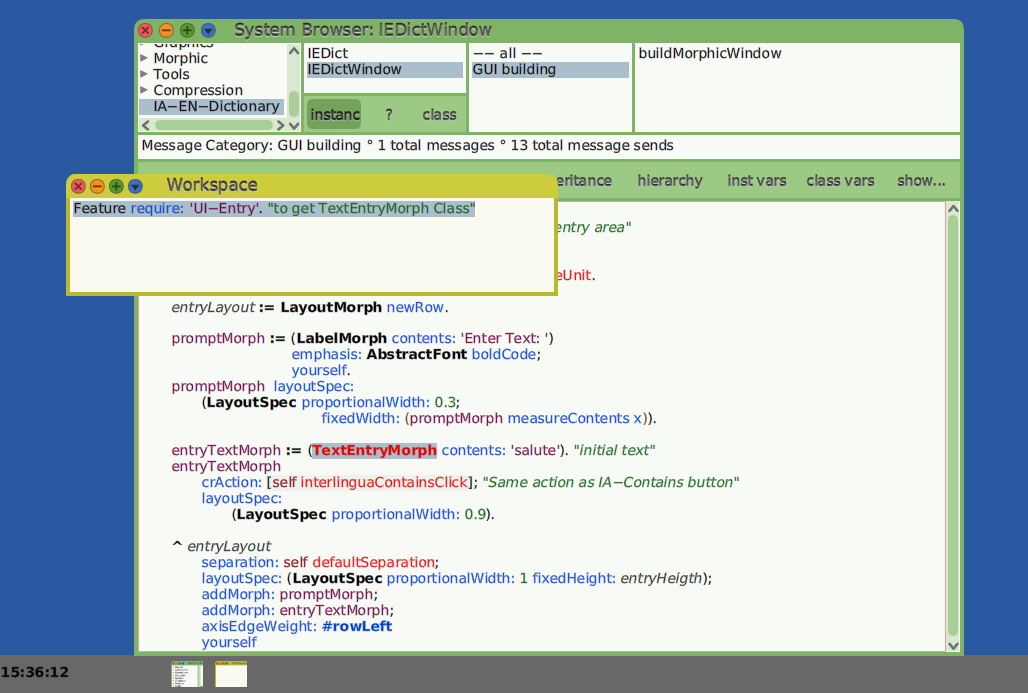 System Browser: IEDictWindow
Graphics
Morphic
Tools
Compression
IA−EN−Dictionary
IEDict
IEDictWindow
instanc ? class
−− all −−
GUI building
buildMorphicWindow
Message Category: GUI building ° 1 total messages ° 13 total message sends
eritance hierarchy inst vars class vars show...
Workspace
Feature require: 'UI−Entry'. "to get TextEntryMorph Class"
entry area"
eUnit.
entryLayout := LayoutMorph newRow.
promptMorph := (LabelMorph contents: 'Enter Text: ')
emphasis: AbstractFont boldCode;
yourself.
promptMorph layoutSpec:
(LayoutSpec proportionalWidth: 0.3;
fixedWidth: (promptMorph measureContents x)).
entryTextMorph := (TextEntryMorph contents: 'salute'). "initial text"
entryTextMorph
crAction: [self interlinguaContainsClick]; "Same action as IA−Contains button"
layoutSpec:
(LayoutSpec proportionalWidth: 0.9).
^ entryLayout
separation: self defaultSeparation;
layoutSpec: (LayoutSpec proportionalWidth: 1 fixedHeight: entryHeigth);
addMorph: promptMorph;
addMorph: entryTextMorph;
axisEdgeWeight: #rowLeft
yourself
15:36:12